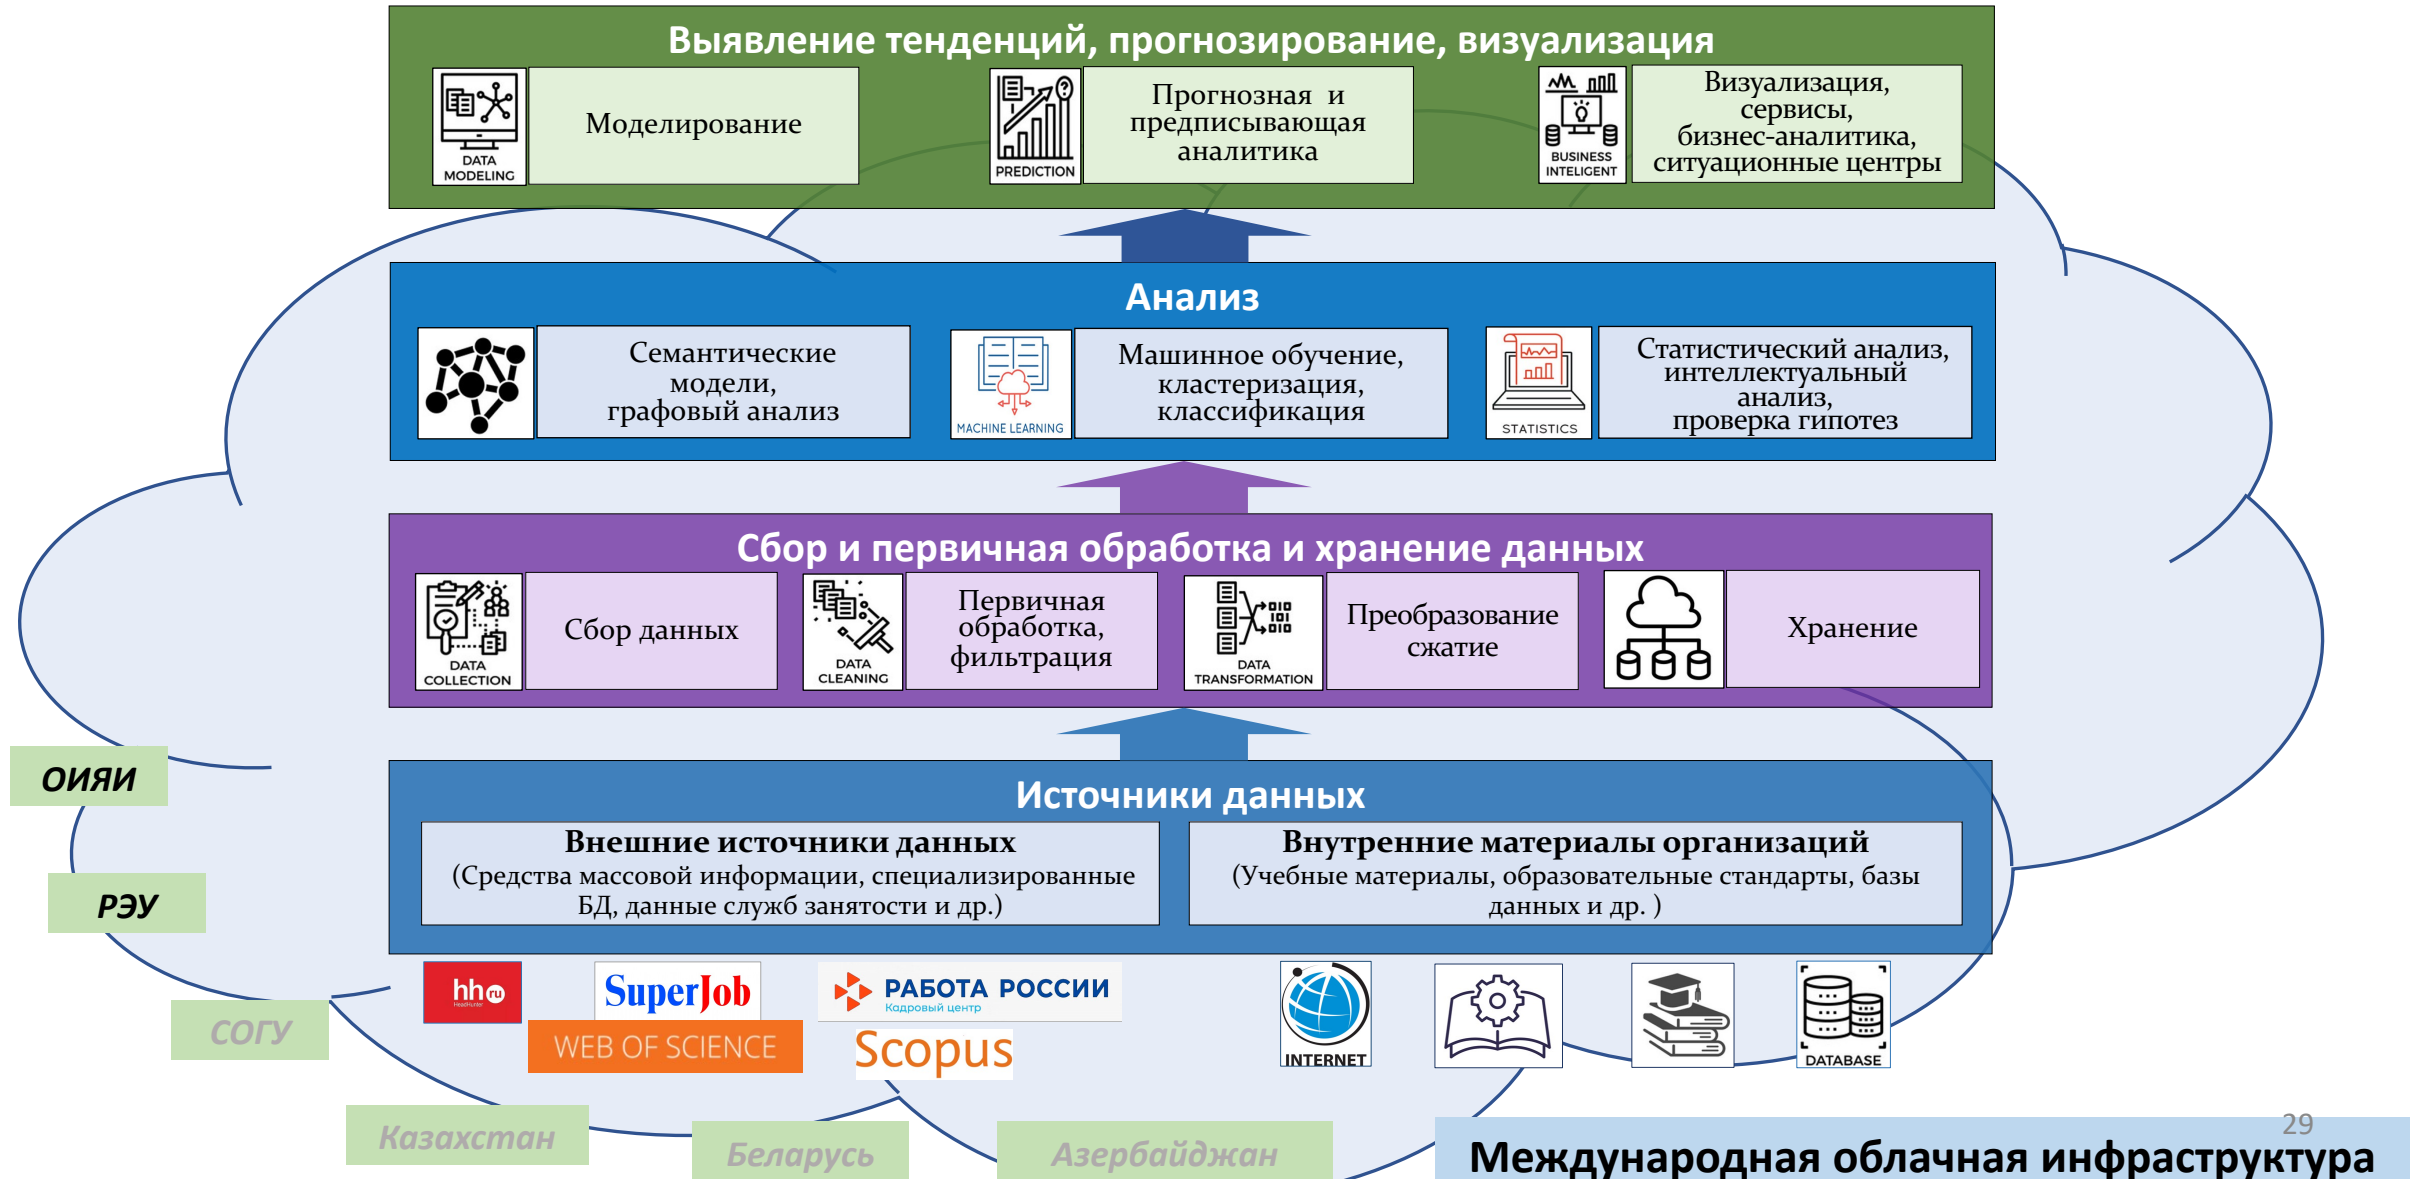 Выявление тенденций, прогнозирование, визуализация
DATA
MODELING
Моделирование
PREDICTION
Прогнозная и
предписывающая
аналитика
BUSINESS
INTELIGENT
Визуализация,
сервисы,
бизнес-аналитика,
ситуационные центры
Анализ
Семантические
модели,
графовый анализ
MACHINE LEARNING
Машинное обучение,
кластеризация,
классификация
STATISTICS
Статистический анализ,
интеллектуальный
анализ,
проверка гипотез
Сбор и первичная обработка и хранение данных
DATA
COLLECTION
Сбор данных
DATA
CLEANING
Первичная
обработка,
фильтрация
DATA
TRANSFORMATION
Преобразование
сжатие
Хранение
ОИЯИ
РЭУ
СОГУ
Казахстан
Беларусь
Азербайджан
Источники данных
Внешние источники данных
(Средства массовой информации, специализированные
БД, данные служб занятости и др.)
Внутренние материалы организаций
(Учебные материалы, образовательные стандарты, базы
данных и др. )
hh ru
HeadHunter
SuperJob
РАБОТА РОССИИ
Кадровый центр
WEB OF SCIENCE
Scopus
INTERNET
DATABASE
29
Международная облачная инфраструктура